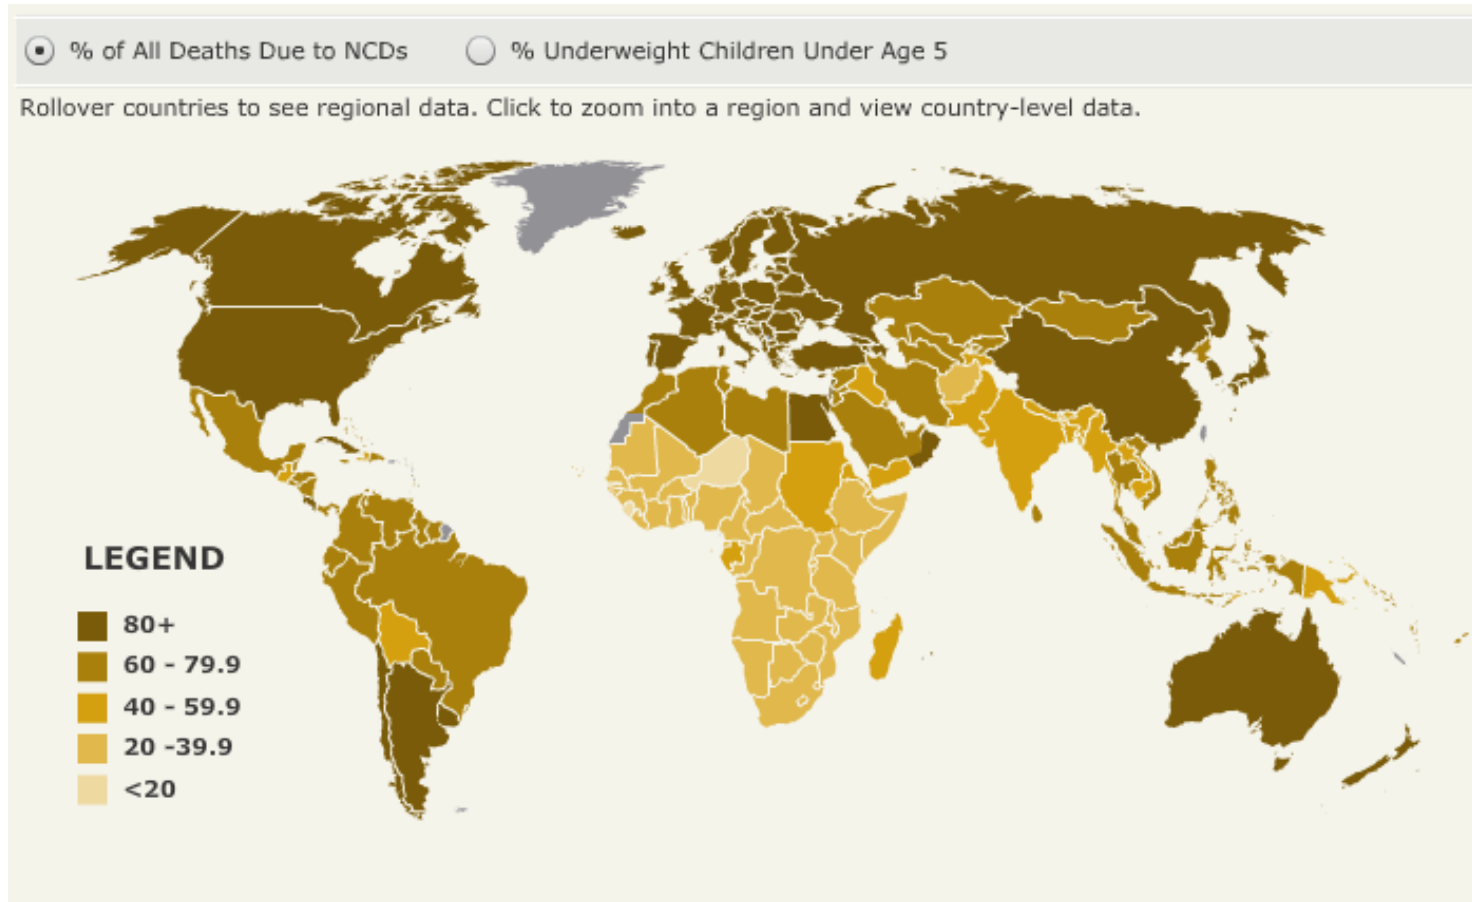 % of All Deaths Due to NCDs % Underweight Children Under Age 5
Rollover countries to see regional data. Click to zoom into a region and view country-level data.
LEGEND
80+
60 - 79.9
40 - 59.9
20 -39.9
<20